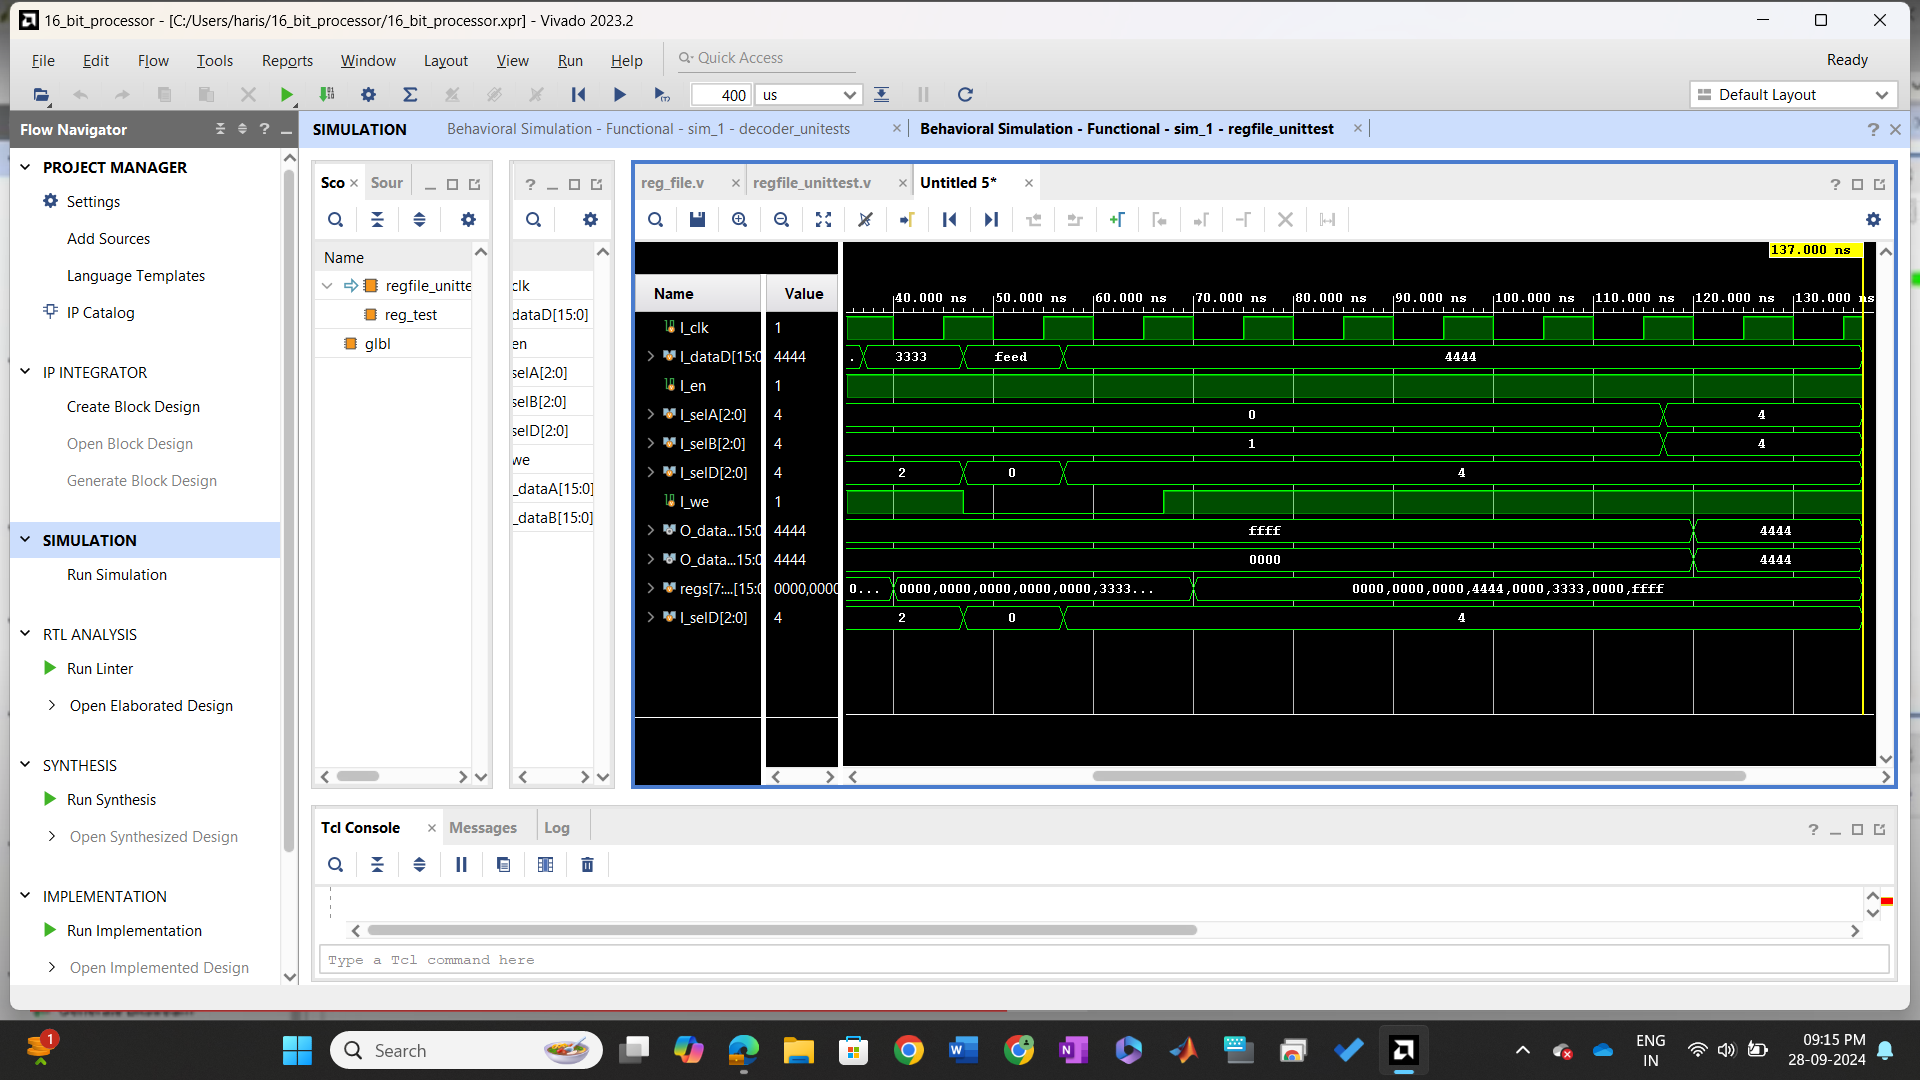 16_bit_processor - [C:/Users/haris/16_bit_processor/16_bit_processor.xpr] - Vivado 2023.2
File Edit Flow Tools Reports Window Layout View Run Help Quick Access Ready
400 us Default Layout
Flow Navigator
SIMULATION Behavioral Simulation - Functional - sim_1 - decoder_unitests Behavioral Simulation - Functional - sim_1 - regfile_unittest
PROJECT MANAGER
Settings
Add Sources
Language Templates
IP Catalog
IP INTEGRATOR
Create Block Design
Open Block Design
Generate Block Design
SIMULATION
Run Simulation
RTL ANALYSIS
Run Linter
Open Elaborated Design
SYNTHESIS
Run Synthesis
Open Synthesized Design
IMPLEMENTATION
Run Implementation
Open Implemented Design
Sco Sour
Name
regfile_unitte
reg_test
glbl
clk
dataD[15:0]
en
selA[2:0]
selB[2:0]
selD[2:0]
we
_dataA[15:0]
_dataB[15:0]
reg_file.v regfile_unittest.v Untitled 5*
137.000 ns
Name Value 40.000 ns 50.000 ns 60.000 ns 70.000 ns 80.000 ns 90.000 ns 100.000 ns 110.000 ns 120.000 ns 130.000 ns
I_clk 1
I_dataD[15:0 4444 . 3333 feed 4444
I_en 1
I_selA[2:0] 4 0 4
I_selB[2:0] 4 1 4
I_selD[2:0] 4 2 0 4
I_we 1
O_data...15:0 4444 ffff 4444
O_data...15:0 4444 0000 4444
regs[7:...[15:0 0000,0000 0... 0000,0000,0000,0000,0000,3333... 0000,0000,0000,4444,0000,3333,0000,ffff
I_selD[2:0] 4 2 0 4
Tcl Console Messages Log
Type a Tcl command here
1 Search ENG IN 09:15 PM 28-09-2024